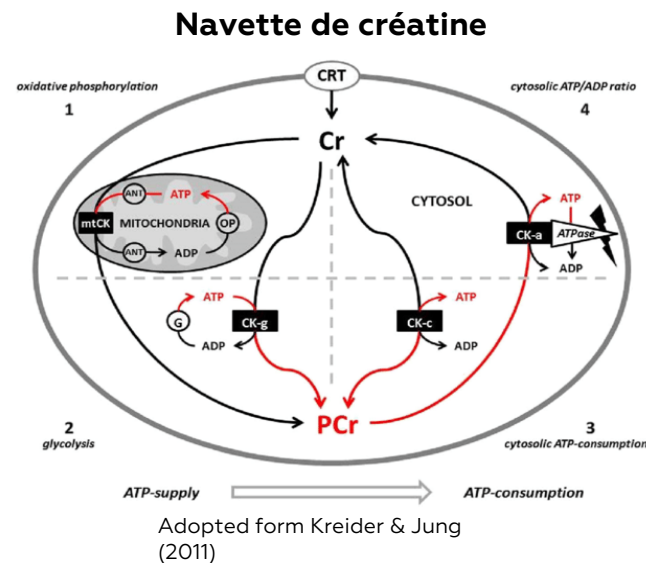 Navette de créatine
oxidative phosphorylation
1
CRT
cytosolic ATP/ADP ratio
4
Cr
ANT
ATP
mtCK
MITOCHONDRIA
OP
ANT
ADP
CYTOSOL
ATP
CK-a
ATPase
ADP
G
ATP
CK-g
ADP
ATP
CK-c
ADP
PCr
2
glycolysis
3
cytosolic ATP-consumption
ATP-supply
ATP-consumption
Adopted form Kreider & Jung
(2011)